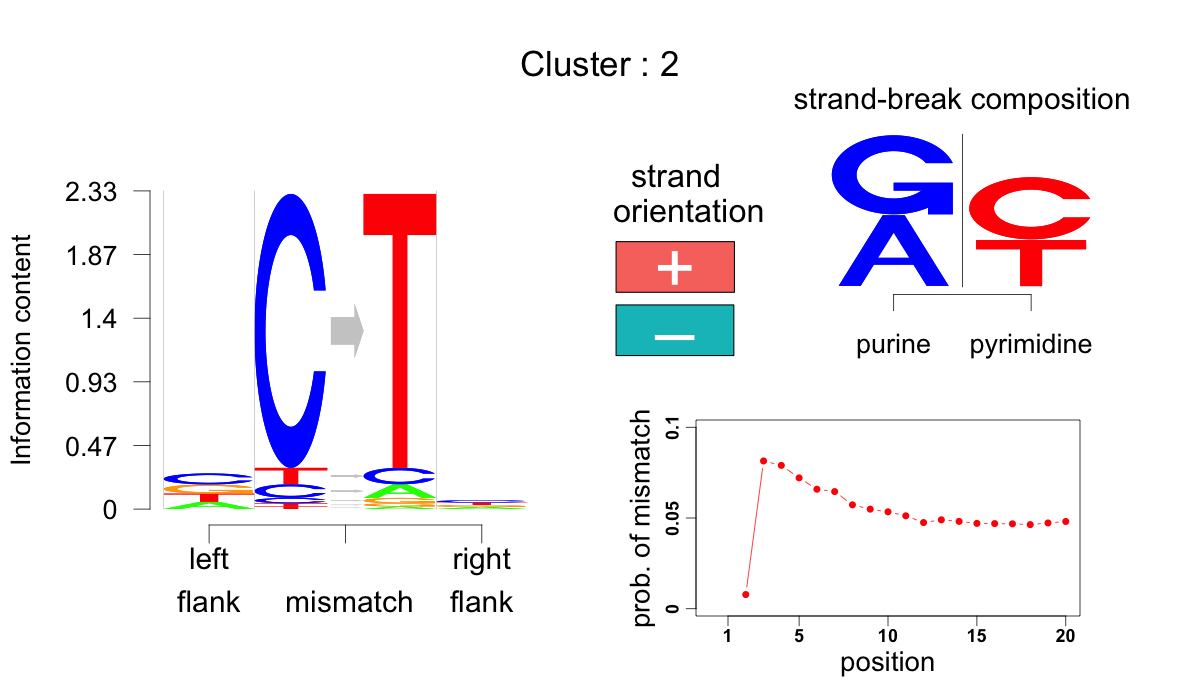 Cluster : 2
strand-break composition
G
A
C
T
purine
pyrimidine
strand
orientation
+
−
Information content
2.33
1.87
1.4
0.93
0.47
0
C
G
T
A
C
T
C
C
T
T
C
A
G
left
flank
mismatch
right
flank
prob. of mismatch
0.1
0.05
0
1
5
10
15
20
position